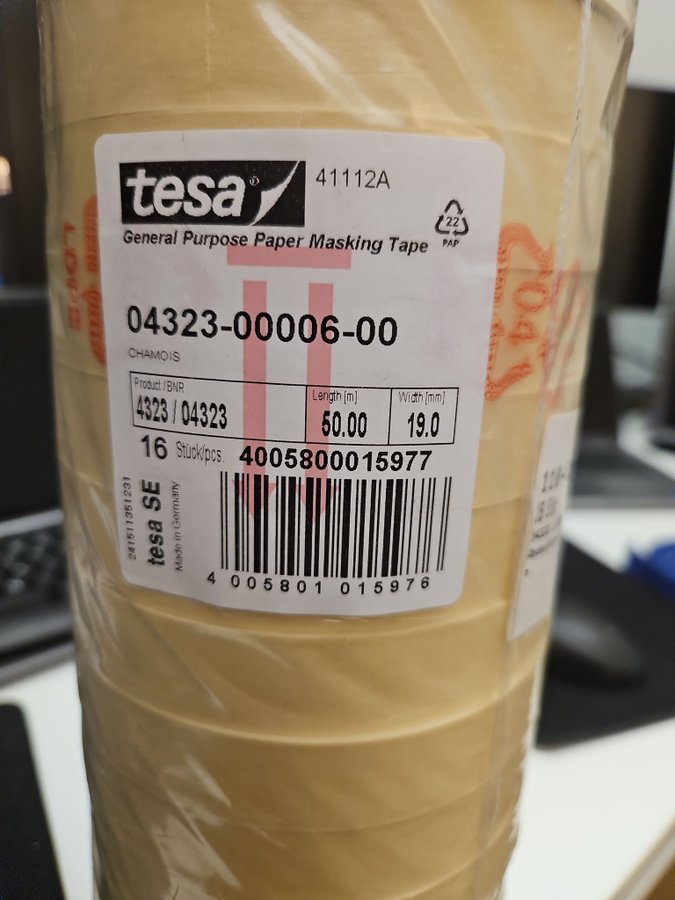 tesa®
41112A
22
PAP
General Purpose Paper Masking Tape
04323-00006-00
CHAMOIS
Product / BNR
4323 / 04323
Length [m]
50.00
Width [mm]
19.0
16 Stück/pcs.
4005800015977
241511351231
tesa SE
Made in Germany
4 005801 015976